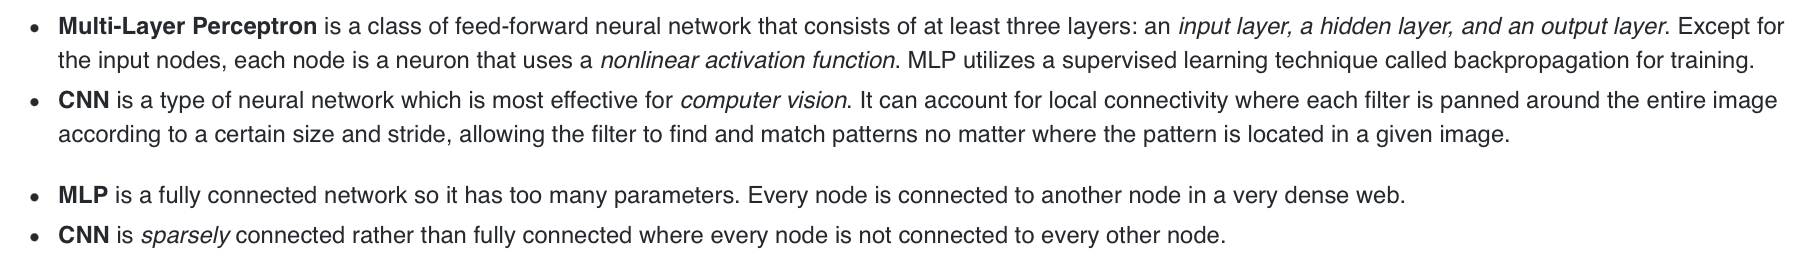 • Multi-Layer Perceptron is a class of feed-forward neural network that consists of at least three layers: an input layer, a hidden layer, and an output layer. Except for
the input nodes, each node is a neuron that uses a nonlinear activation function. MLP utilizes a supervised learning technique called backpropagation for training.
• CNN is a type of neural network which is most effective for computer vision. It can account for local connectivity where each filter is panned around the entire image
according to a certain size and stride, allowing the filter to find and match patterns no matter where the pattern is located in a given image.
• MLP is a fully connected network so it has too many parameters. Every node is connected to another node in a very dense web.
• CNN is sparsely connected rather than fully connected where every node is not connected to every other node.